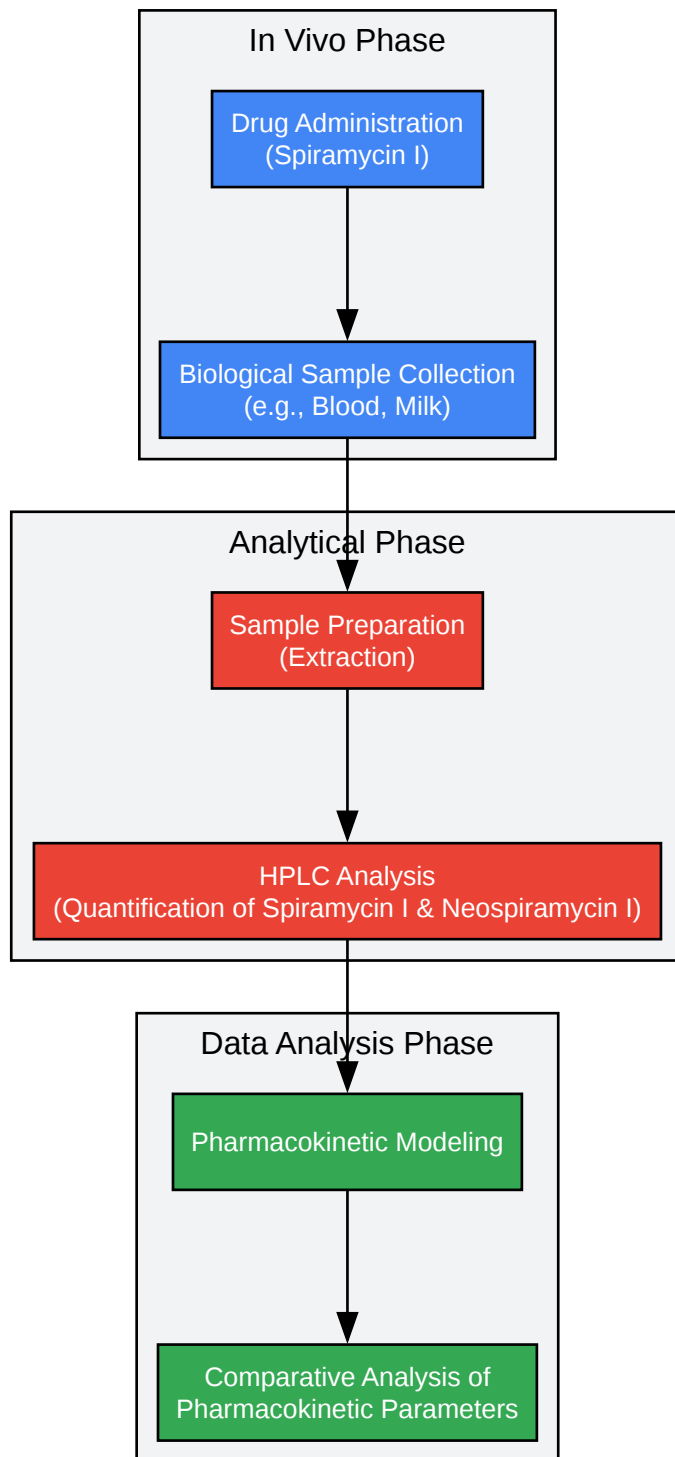 In Vivo Phase
Drug Administration
(Spiramycin I)
Biological Sample Collection
(e.g., Blood, Milk)
Analytical Phase
Sample Preparation
(Extraction)
HPLC Analysis
(Quantification of Spiramycin I & Neospiramycin I)
Data Analysis Phase
Pharmacokinetic Modeling
Comparative Analysis of
Pharmacokinetic Parameters